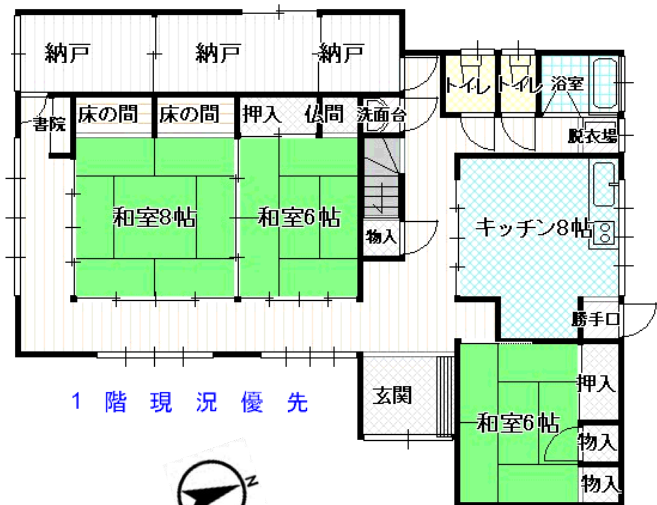 納戸 納戸 納戸
トイレ トイレ 浴室
書院 床の間 床の間 押入 仏間 洗面台
脱衣場
和室8帖 和室6帖 物入 キッチン8帖
勝手口
1階現況優先
玄関 和室6帖 押入
物入
物入
N